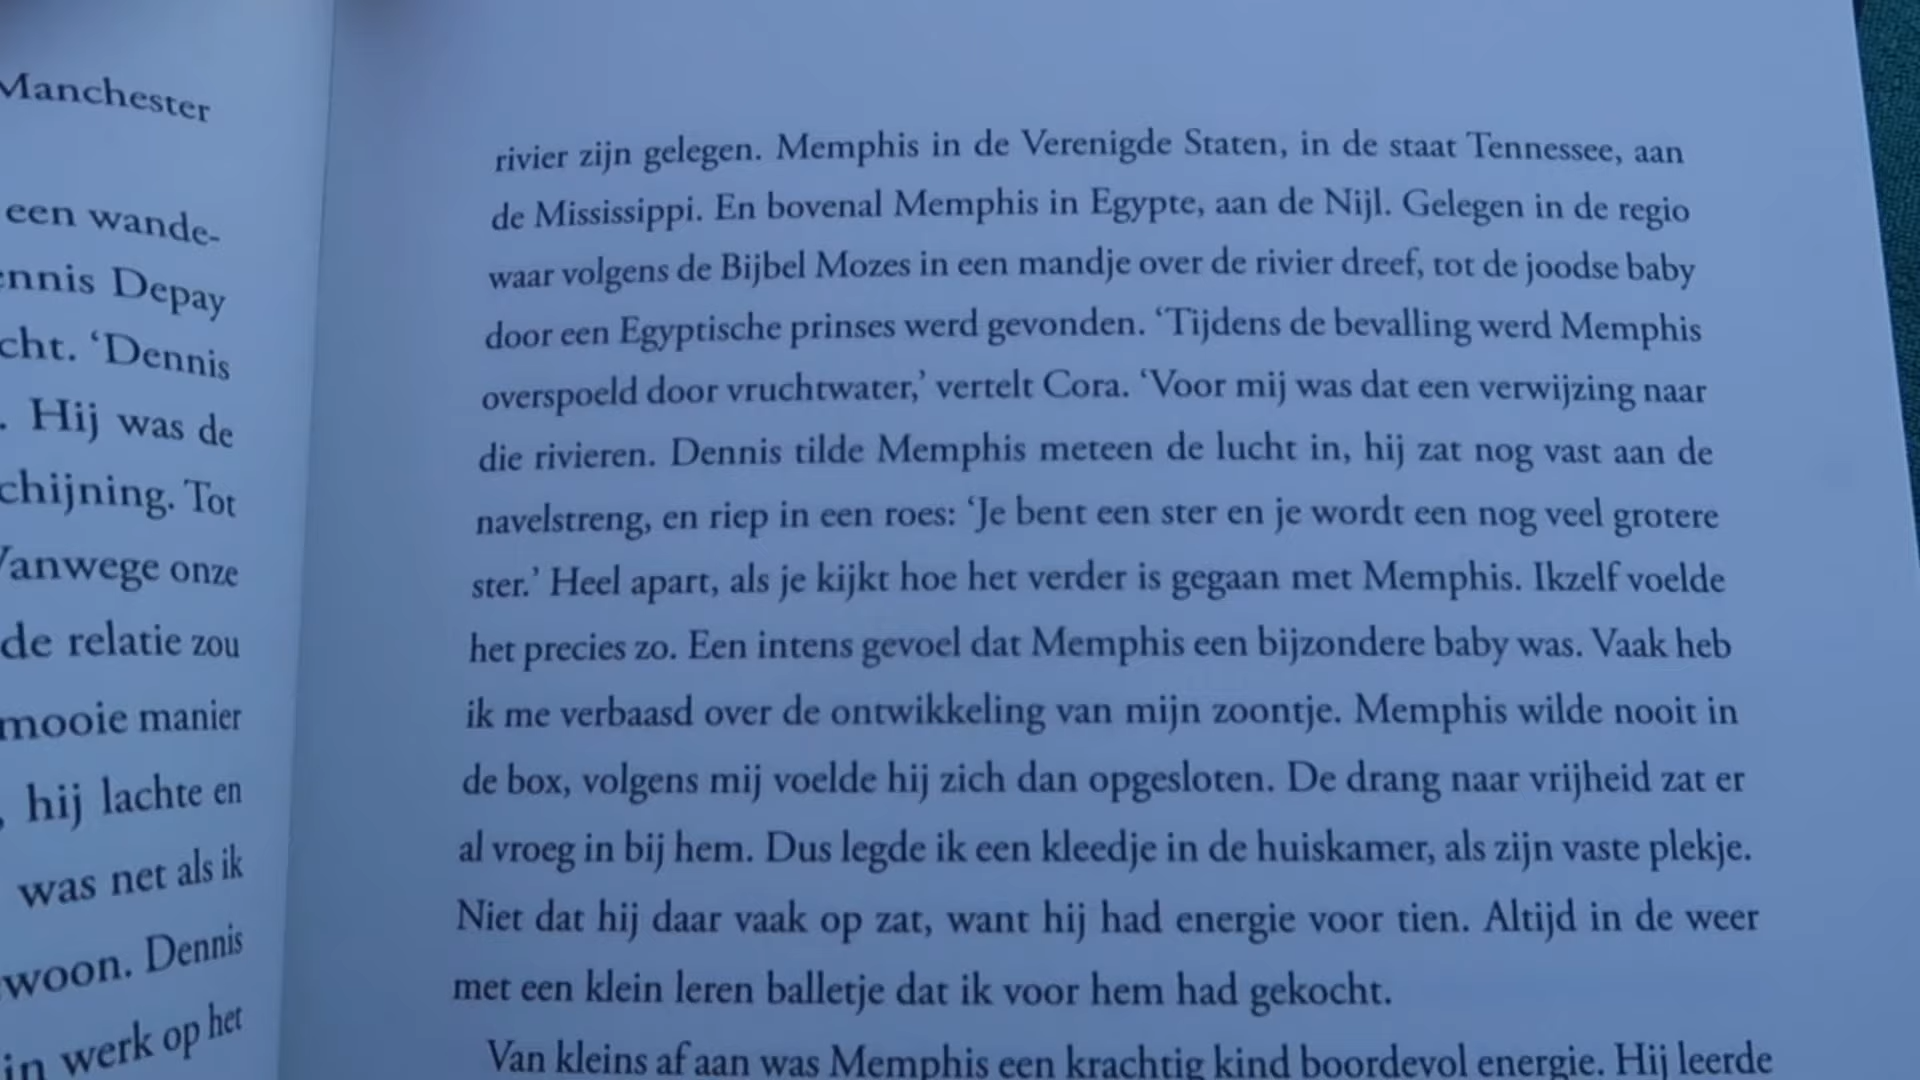 Manchester
een wande-
Dennis Depay
cht. ‘Dennis
. Hij was de
chijning. Tot
Vanwege onze
de relatie zou
mooie manier
, hij lachte en
was net als ik
woon. Dennis
in werk op het
rivier zijn gelegen. Memphis in de Verenigde Staten, in de staat Tennessee, aan
de Mississippi. En bovenal Memphis in Egypte, aan de Nijl. Gelegen in de regio
waar volgens de Bijbel Mozes in een mandje over de rivier dreef, tot de joodse baby
door een Egyptische prinses werd gevonden. ‘Tijdens de bevalling werd Memphis
overspoeld door vruchtwater,’ vertelt Cora. ‘Voor mij was dat een verwijzing naar
die rivieren. Dennis tilde Memphis meteen de lucht in, hij zat nog vast aan de
navelstreng, en riep in een roes: ‘Je bent een ster en je wordt een nog veel grotere
ster.’ Heel apart, als je kijkt hoe het verder is gegaan met Memphis. Ikzelf voelde
het precies zo. Een intens gevoel dat Memphis een bijzondere baby was. Vaak heb
ik me verbaasd over de ontwikkeling van mijn zoontje. Memphis wilde nooit in
de box, volgens mij voelde hij zich dan opgesloten. De drang naar vrijheid zat er
al vroeg in bij hem. Dus legde ik een kleedje in de huiskamer, als zijn vaste plekje.
Niet dat hij daar vaak op zat, want hij had energie voor tien. Altijd in de weer
met een klein leren balletje dat ik voor hem had gekocht.
Van kleins af aan was Memphis een krachtig kind boordevol energie. Hij leerde